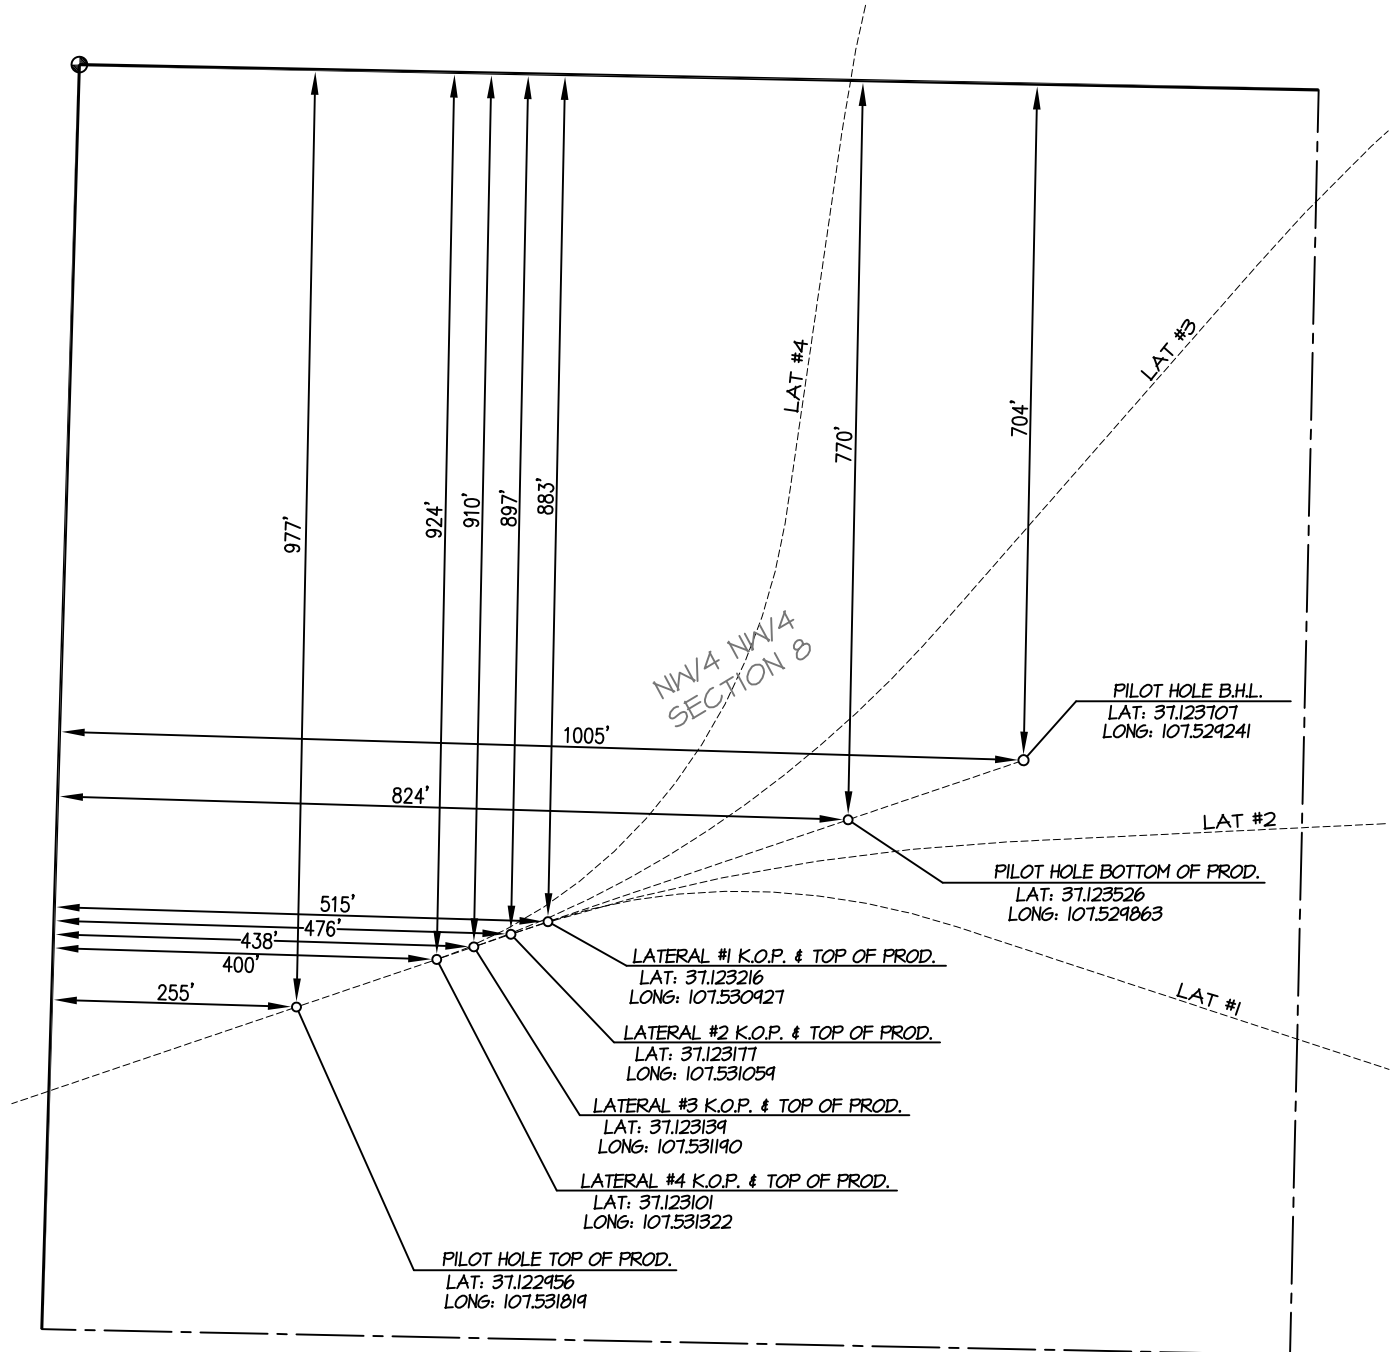 LAT #4
LAT #3
704'
770'
883'
897'
910'
924'
977'
NW/4 NW/4
SECTION 8
PILOT HOLE B.H.L.
LAT: 37.123707
LONG: 107.529241
1005'
824'
LAT #2
PILOT HOLE BOTTOM OF PROD.
LAT: 37.123526
LONG: 107.529863
515'
476'
438'
400'
255'
LATERAL #1 K.O.P. & TOP OF PROD.
LAT: 37.123216
LONG: 107.530927
LAT #1
LATERAL #2 K.O.P. & TOP OF PROD.
LAT: 37.123177
LONG: 107.531059
LATERAL #3 K.O.P. & TOP OF PROD.
LAT: 37.123139
LONG: 107.531190
LATERAL #4 K.O.P. & TOP OF PROD.
LAT: 37.123101
LONG: 107.531322
PILOT HOLE TOP OF PROD.
LAT: 37.122956
LONG: 107.531819